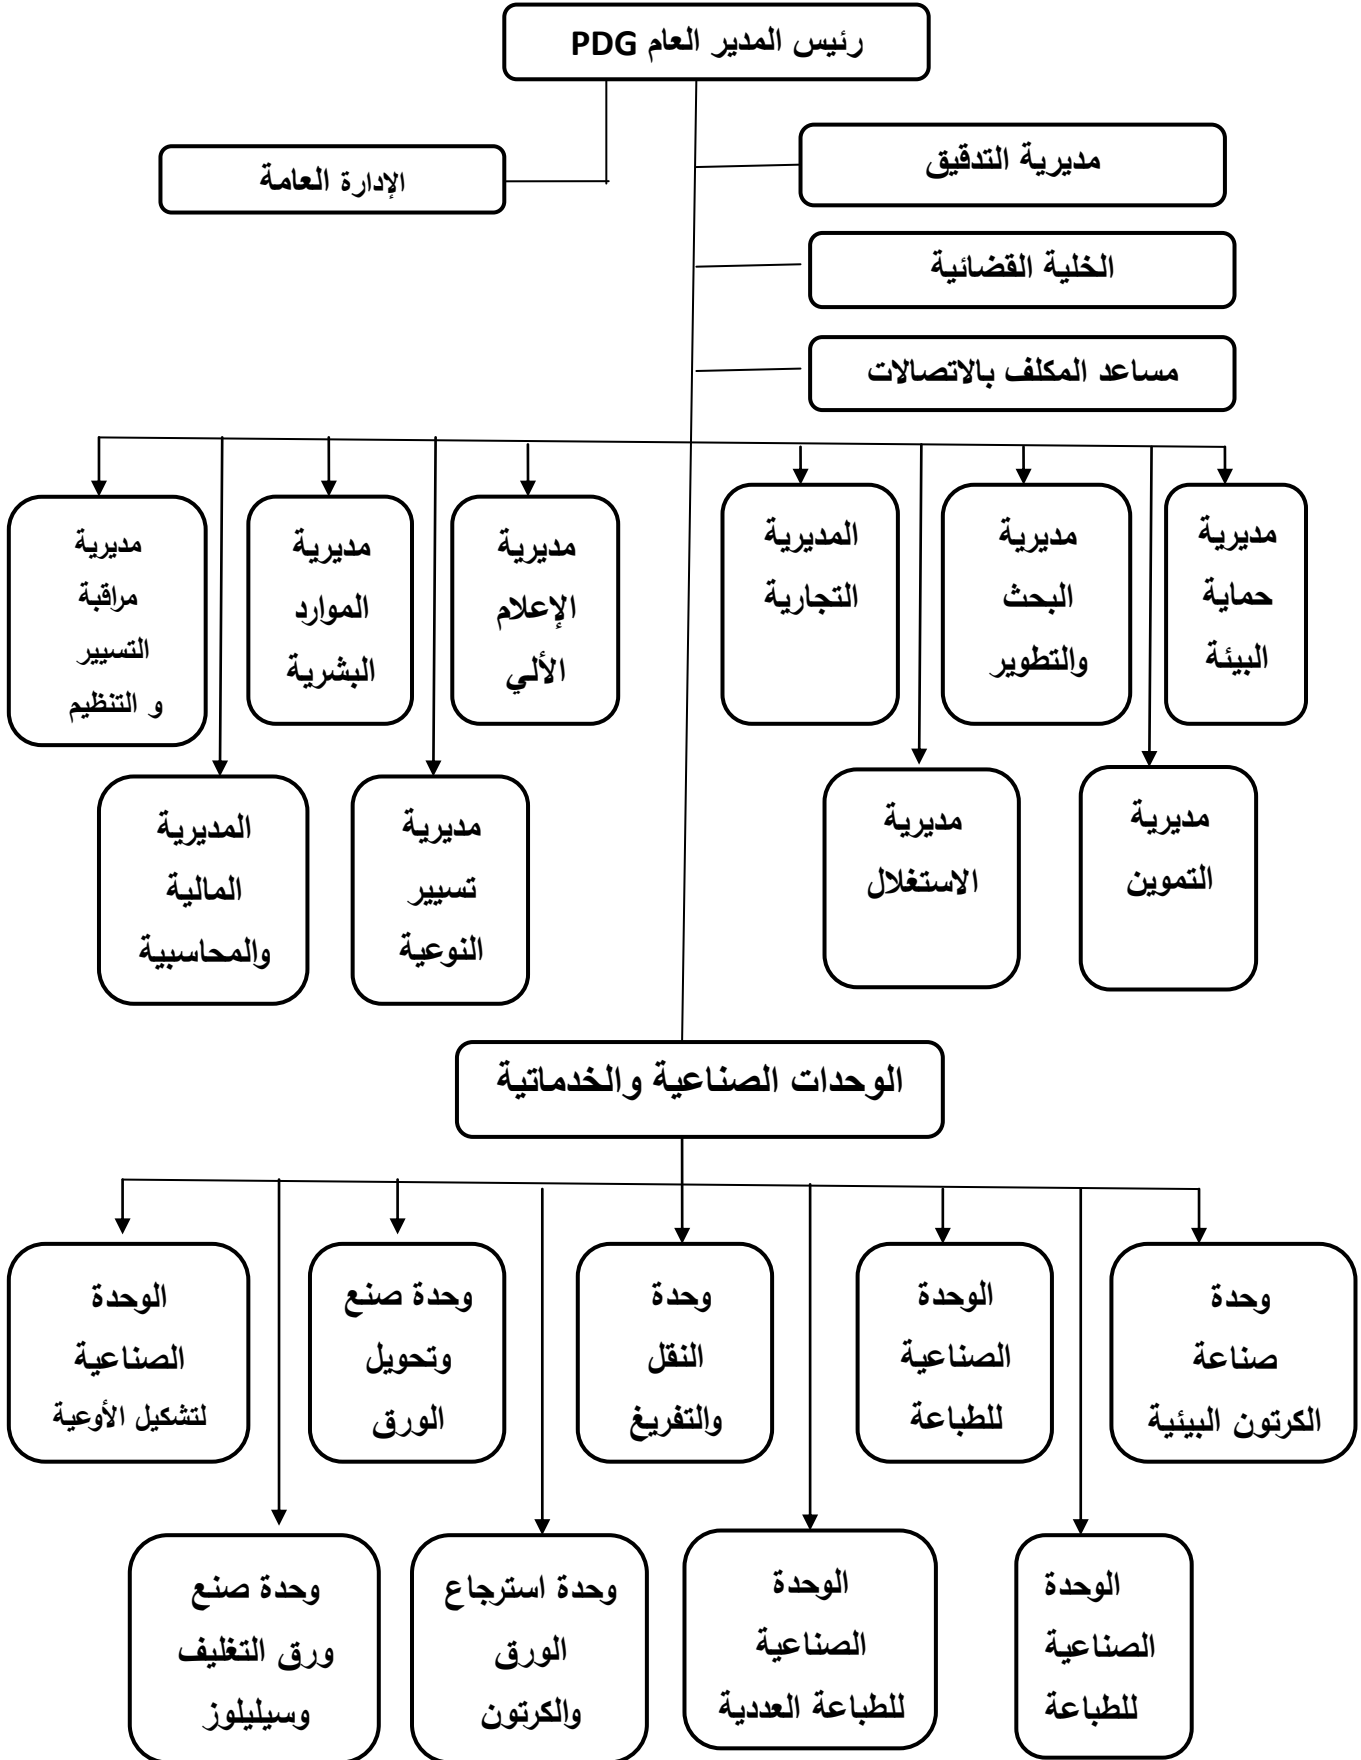 رئيس المدير العام PDG
مديرية التدقيق
الإدارة العامة
الخلية القضائية
مساعد المكلف بالاتصالات
مديرية
حماية
البيئة
مديرية
البحث
والتطوير
المديرية
التجارية
مديرية
الإعلام
الألي
مديرية
الموارد
البشرية
مديرية
مراقبة
التسيير
و التنظيم
مديرية
التموين
مديرية
الاستغلال
مديرية
تسيير
النوعية
المديرية
المالية
والمحاسبية
الوحدات الصناعية والخدماتية
وحدة
صناعة
الكرتون البيئية
الوحدة
الصناعية
للطباعة
وحدة
النقل
والتفريغ
وحدة صنع
وتحويل
الورق
الوحدة
الصناعية
لتشكيل الأوعية
الوحدة
الصناعية
للطباعة
الوحدة
الصناعية
للطباعة العددية
وحدة استرجاع
الورق
والكرتون
وحدة صنع
ورق التغليف
وسيليلوز